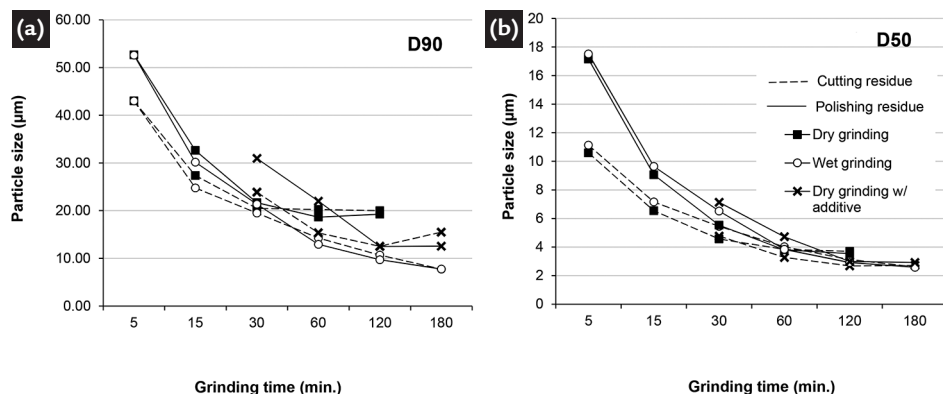 (a)
D90
60.00
50.00
40.00
30.00
20.00
10.00
0.00
Particle size (µm)
5 15 30 60 120 180
Grinding time (min.)
(b)
D50
20
18
16
14
12
10
8
6
4
2
0
Particle size (µm)
Cutting residue
Polishing residue
Dry grinding
Wet grinding
Dry grinding w/
additive
5 15 30 60 120 180
Grinding time (min.)